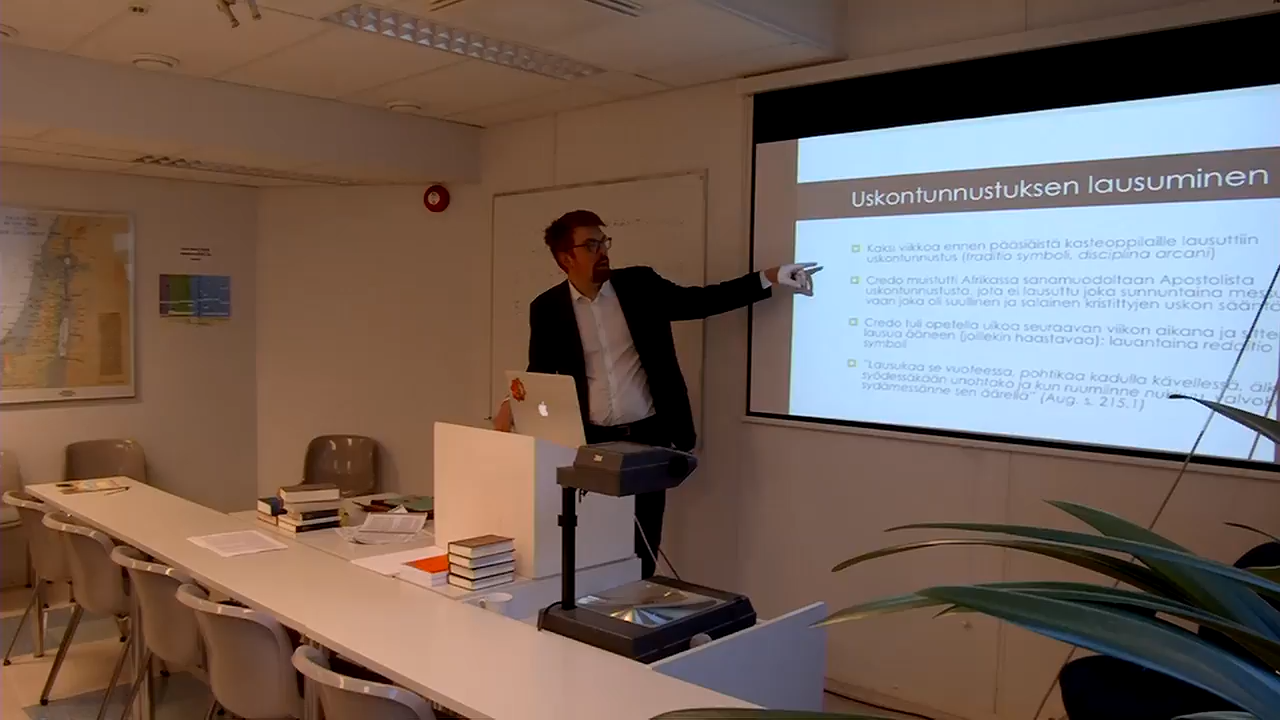 Uskontunnustuksen lausuminen
Kaksi viikkoa ennen pääsiäistä kasteoppilaille lausuttiin
uskontunnustus (traditio symboli, disciplina arcani)
Credo muistutti Afrikassa sanamuodoltaan Apostolista
uskontunnustusta, jota ei lausuttu joka sunnuntaina
vaan joka oli suullinen ja salainen kristittyjen uskon
Credo tuli opetella ulkoa seuraavan viikon aikana ja sitten
lausua ääneen (jollekin haastavaa): lauantaina redditio
symboli
"Lausukaa se vuoteessa, pohtikaa kadulla kävellessä,
syödessäkään unohtako ja kun ruumiinne
sydämessänne sen äärellä" (Aug. s. 215.1)